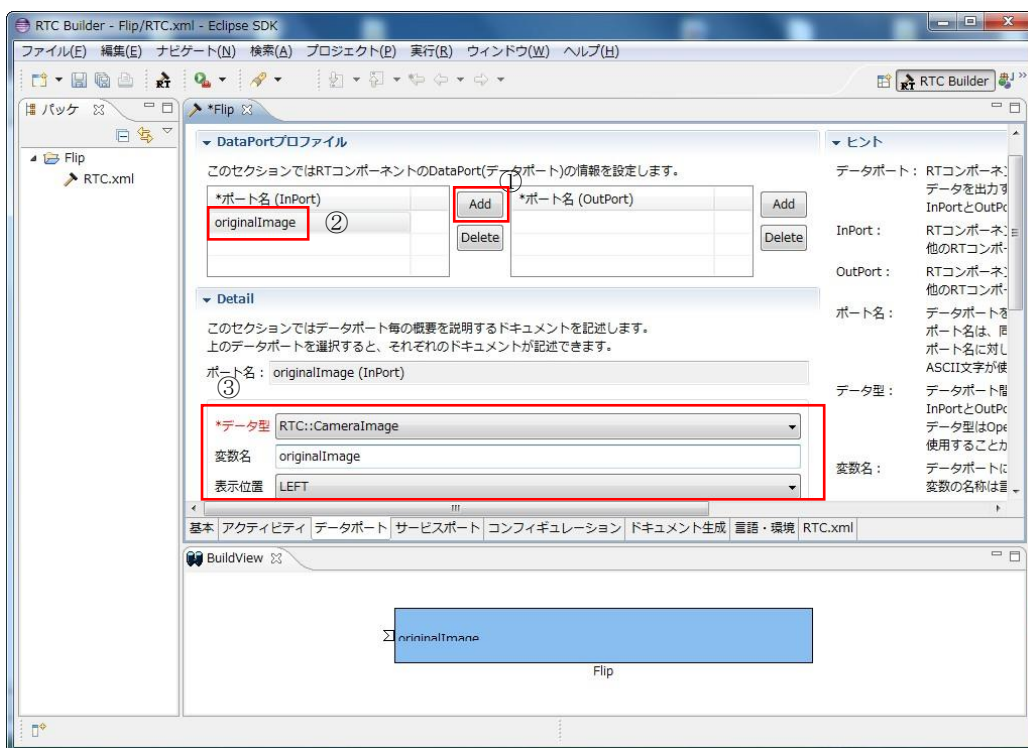 RTC Builder - Flip/RTC.xml - Eclipse SDK
ファイル(F) 編集(E) ナビゲート(N) 検索(A) プロジェクト(P) 実行(R) ウィンドウ(W) ヘルプ(H)
RTC Builder
パッケ
*Flip
Flip
RTC.xml
DataPortプロファイル
このセクションではRTコンポーネントのDataPort(データポート)の情報を設定します。
①
*ポート名 (InPort)
originalImage
②
Add
Delete
*ポート名 (OutPort)
Add
Delete
Detail
このセクションではデータポート毎の概要を説明するドキュメントを記述します。
上のデータポートを選択すると、それぞれのドキュメントが記述できます。
ポート名 : originalImage (InPort)
③
*データ型 RTC::CameraImage
変数名 originalImage
表示位置 LEFT
ヒント
データポート : RTコンポーネ
データを出力す
InPortとOutPo
InPort : RTコンポーネ
他のRTコンポ-
OutPort : RTコンポーネ
他のRTコンポ-
ポート名 : データポートを
ポート名は、同
ポート名に対し
ASCII文字が使
データ型 : データポート間
InPortとOutPo
データ型はOpe
使用することか
変数名 : データポートに
変数の名称は言
基本 アクティビティ データポート サービスポート コンフィギュレーション ドキュメント生成 言語・環境 RTC.xml
BuildView
originalImage
Flip